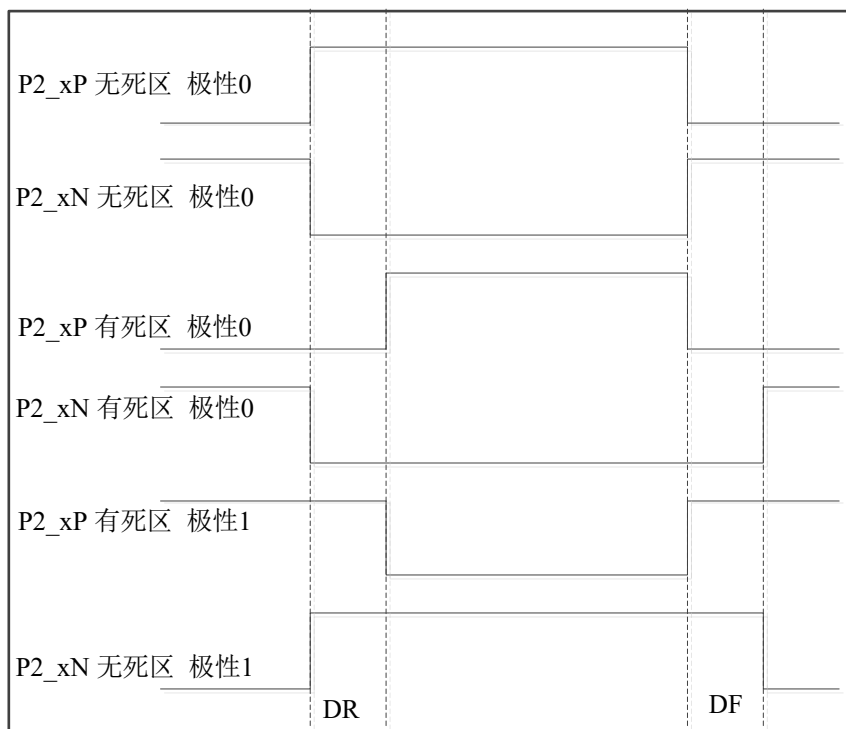 P2_xP 无死区 极性0
P2_xN 无死区 极性0
P2_xP 有死区 极性0
P2_xN 有死区 极性0
P2_xP 有死区 极性1
P2_xN 无死区 极性1
DR
DF